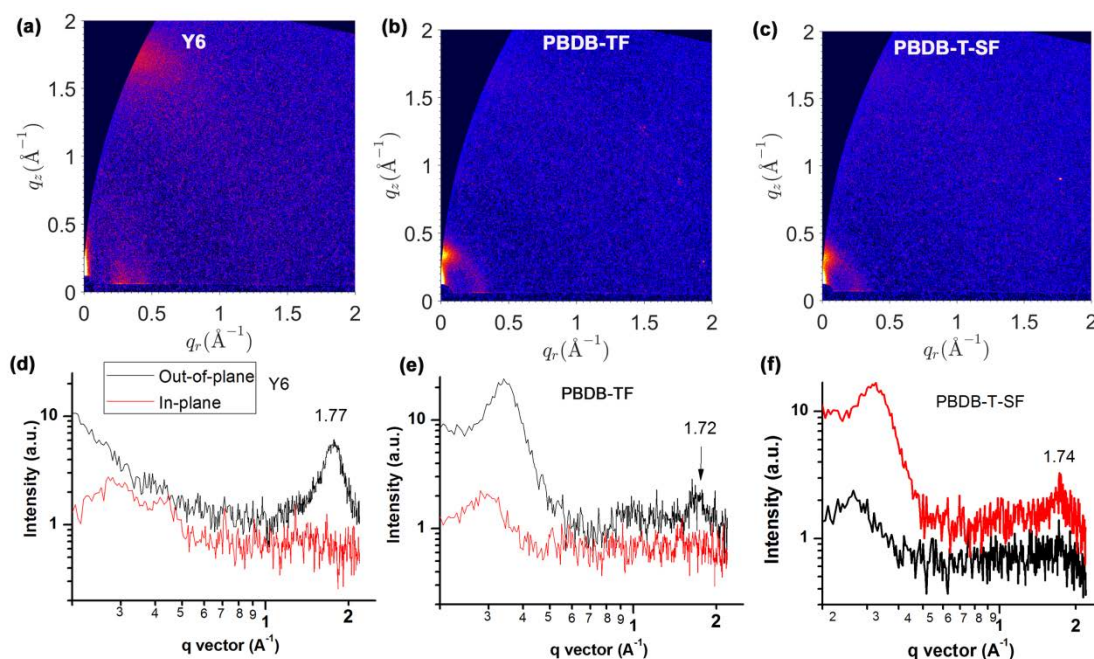 (a)
Y6
2
1.5
1
0.5
0
0
0.5
1
1.5
2
q_z(Å⁻¹)
q_r(Å⁻¹)
(b)
PBDB-TF
2
1.5
1
0.5
0
0
0.5
1
1.5
2
q_z(Å⁻¹)
q_r(Å⁻¹)
(c)
PBDB-T-SF
2
1.5
1
0.5
0
0
0.5
1
1.5
2
q_z(Å⁻¹)
q_r(Å⁻¹)
(d)
Out-of-plane
In-plane
Y6
1.77
10
1
Intensity (a.u.)
3 4 5 6 7 8 9 1 2
q vector (A⁻¹)
(e)
PBDB-TF
1.72
10
1
Intensity (a.u.)
3 4 5 6 7 8 9 1 2
q vector (A⁻¹)
(f)
PBDB-T-SF
1.74
10
1
Intensity (a.u.)
2 3 4 5 6 7 8 9 1 2
q vector (A⁻¹)